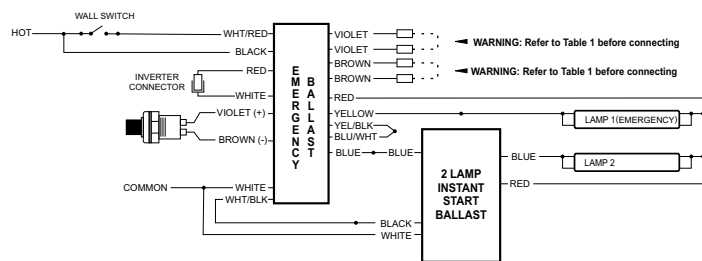 WALL SWITCH
HOT
WHT/RED
BLACK
RED
INVERTER
CONNECTOR
WHITE
VIOLET (+)
BROWN (-)
COMMON
WHITE
WHT/BLK
EMERGENCY
BALLAST
VIOLET
VIOLET
BROWN
BROWN
WARNING: Refer to Table 1 before connecting
WARNING: Refer to Table 1 before connecting
RED
YELLOW
YEL/BLK
BLU/WHT
BLUE
BLUE
BLACK
WHITE
2 LAMP
INSTANT
START
BALLAST
BLUE
RED
LAMP 1(EMERGENCY)
LAMP 2